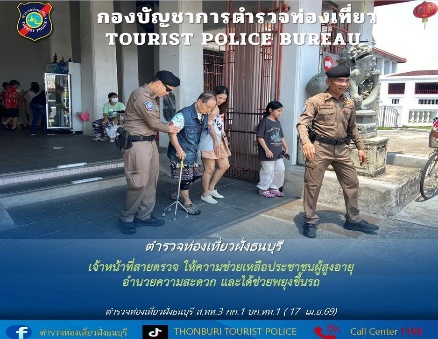 กองบัญชาการตำรวจท่องเที่ยว
TOURIST POLICE BUREAU
ตำรวจท่องเที่ยวฝั่งธนบุรี
เจ้าหน้าที่สายตรวจ ให้ความช่วยเหลือประชาชนผู้สูงอายุ
อำนวยความสะดวก และได้ช่วยพยุงขึ้นรถ
ตำรวจท่องเที่ยวฝั่งธนบุรี ส.ทท.3 กก.1 บก.ทท.1 ( 17 เม.ย.69)
ตำรวจท่องเที่ยวฝั่งธนบุรี
THONBURI TOURIST POLICE
Call Center 1155